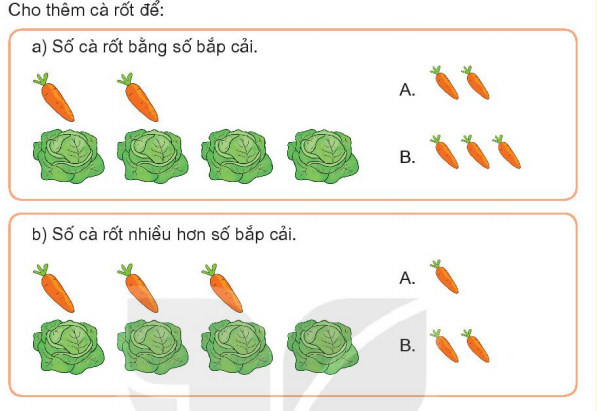 Cho thêm cà rốt để:
a) Số cà rốt bằng số bắp cải.
A.
B.
b) Số cà rốt nhiều hơn số bắp cải.
A.
B.